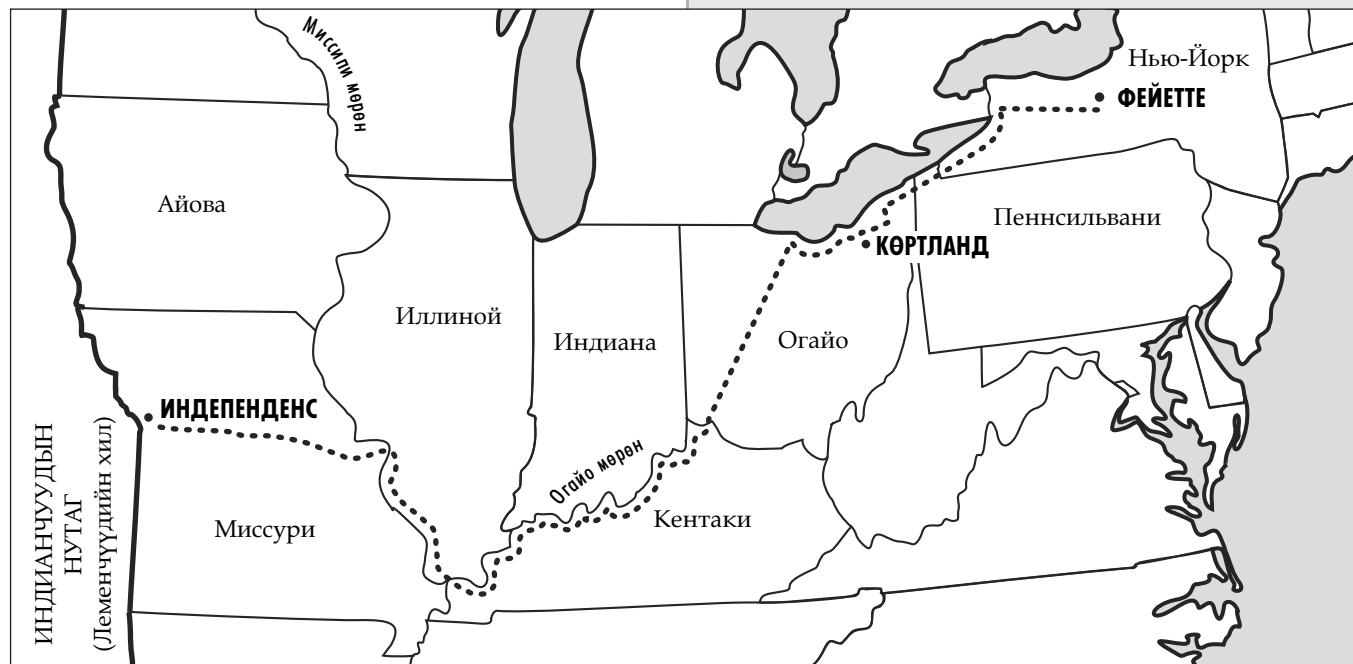 Миссипи мөрөн
Нью-Йорк
ФЕЙЕТТЕ
Айова
Пеннсильвани
КӨРТЛАНД
Иллиной
Индиана
Огайо
ИНДЕПЕНДЕНС
Огайо мөрөн
Кентаки
Миссури
ИНДИАНЧУУДЫН
НУТАГ
(Леменчүүдийн хил)